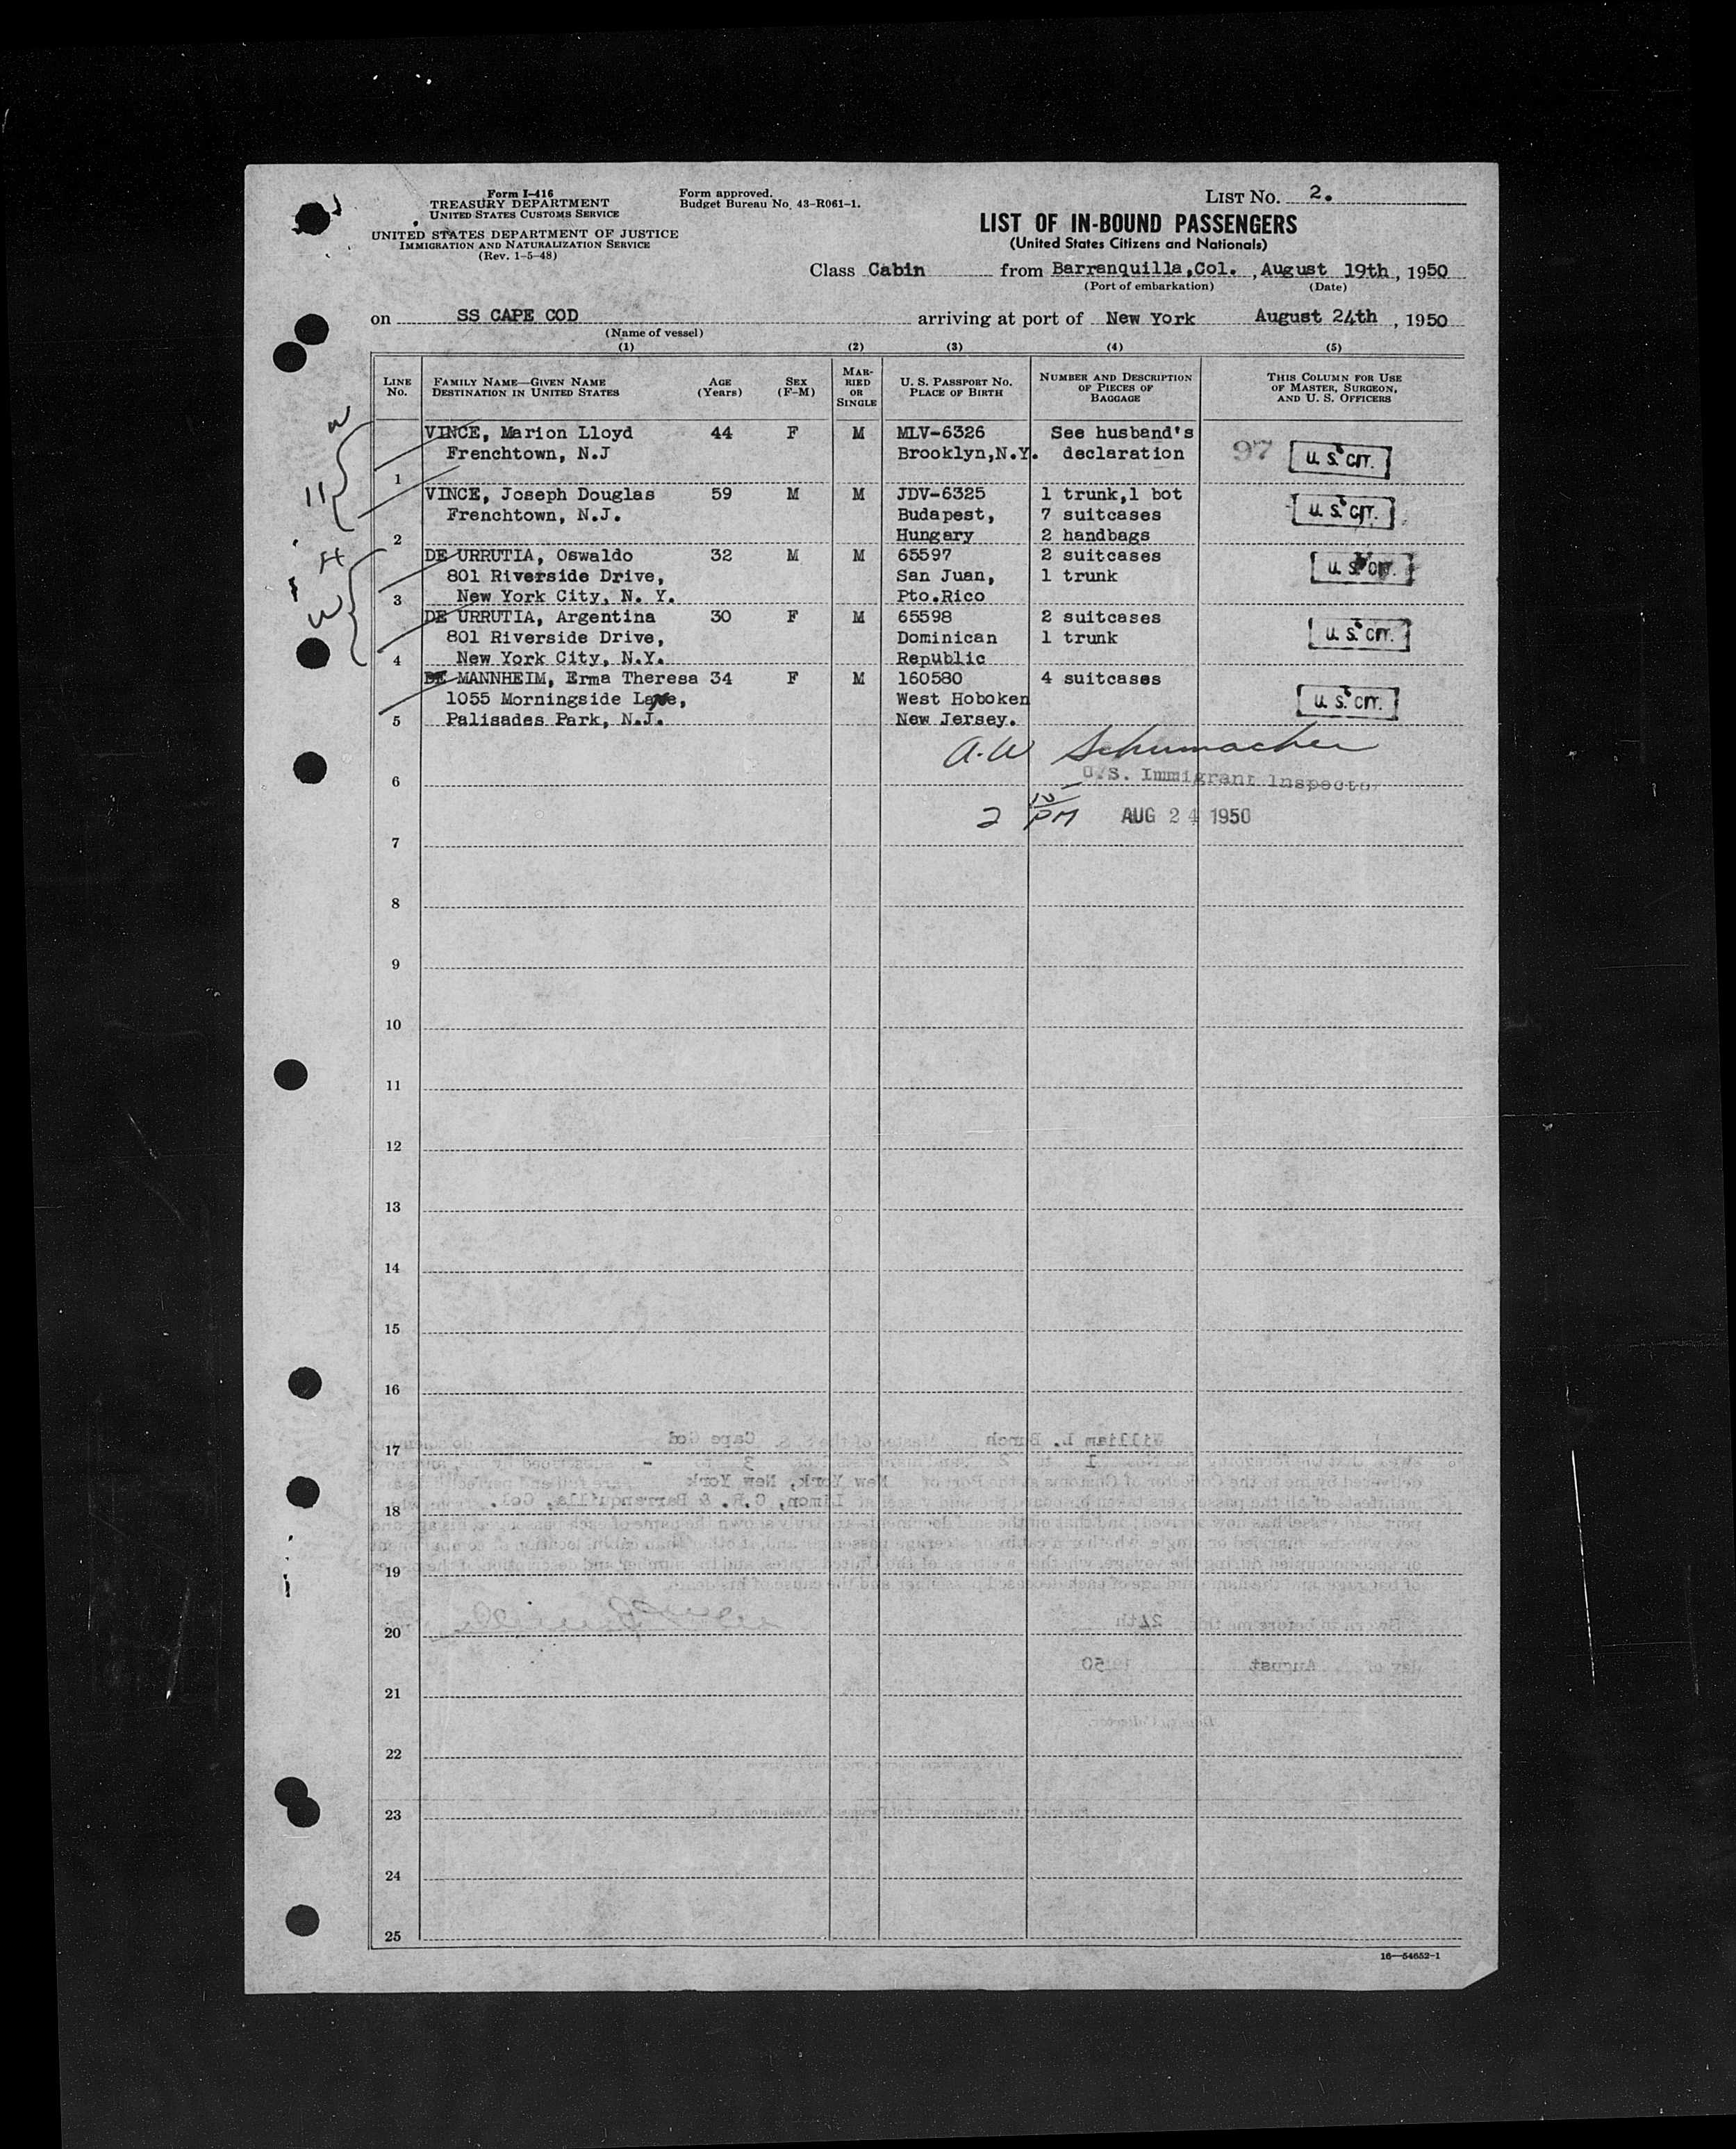 Form I-416
TREASURY DEPARTMENT
UNITED STATES CUSTOMS SERVICE
UNITED STATES DEPARTMENT OF JUSTICE
IMMIGRATION AND NATURALIZATION SERVICE
(Rev. 1-5-48)
Form approved.
Budget Bureau No. 43-R061-1.
LIST No. 2.
LIST OF IN-BOUND PASSENGERS
(United States Citizens and Nationals)
Class Cabin from Barranquilla,Col. , August 19th, 1950
(Port of embarkation) (Date)
on SS CAPE COD arriving at port of New York August 24th , 1950
(Name of vessel)
(1) (2) (3) (4) (5)
LINE No.
FAMILY NAME—GIVEN NAME
DESTINATION IN UNITED STATES
AGE (Years)
SEX (F-M)
MARRIED OR SINGLE
U. S. PASSPORT No.
PLACE OF BIRTH
NUMBER AND DESCRIPTION OF PIECES OF BAGGAGE
THIS COLUMN FOR USE OF MASTER, SURGEON, AND U. S. OFFICERS
VINCE, Marion Lloyd 44 F M MLV-6326 See husband's
Frenchtown, N.J Brooklyn,N.Y. declaration 97 U. S. CIT.
1
VINCE, Joseph Douglas 59 M M JDV-6325 1 trunk,1 bot
Frenchtown, N.J. Budapest, 7 suitcases U. S. CIT.
2 Hungary 2 handbags
DE URRUTIA, Oswaldo 32 M M 65597 2 suitcases
801 Riverside Drive, San Juan, 1 trunk U. S. CIT.
3 New York City, N. Y. Pto.Rico
DE URRUTIA, Argentina 30 F M 65598 2 suitcases
801 Riverside Drive, Dominican 1 trunk U. S. CIT.
4 New York City, N.Y. Republic
DE MANNHEIM, Erma Theresa 34 F M 160580 4 suitcases
1055 Morningside Lane, West Hoboken U. S. CIT.
5 Palisades Park, N.J. New Jersey.
A. W Schumacher
U.S. Immigrant Inspector
6
2 10 PM AUG 24 1950
7
8
9
10
11
12
13
14
15
16
17
18
19
20
21
22
23
24
25
16—54652-1